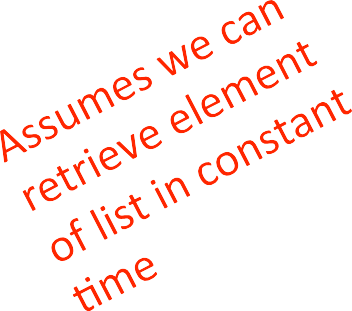 Assumes we can
retrieve element
of list in constant
time